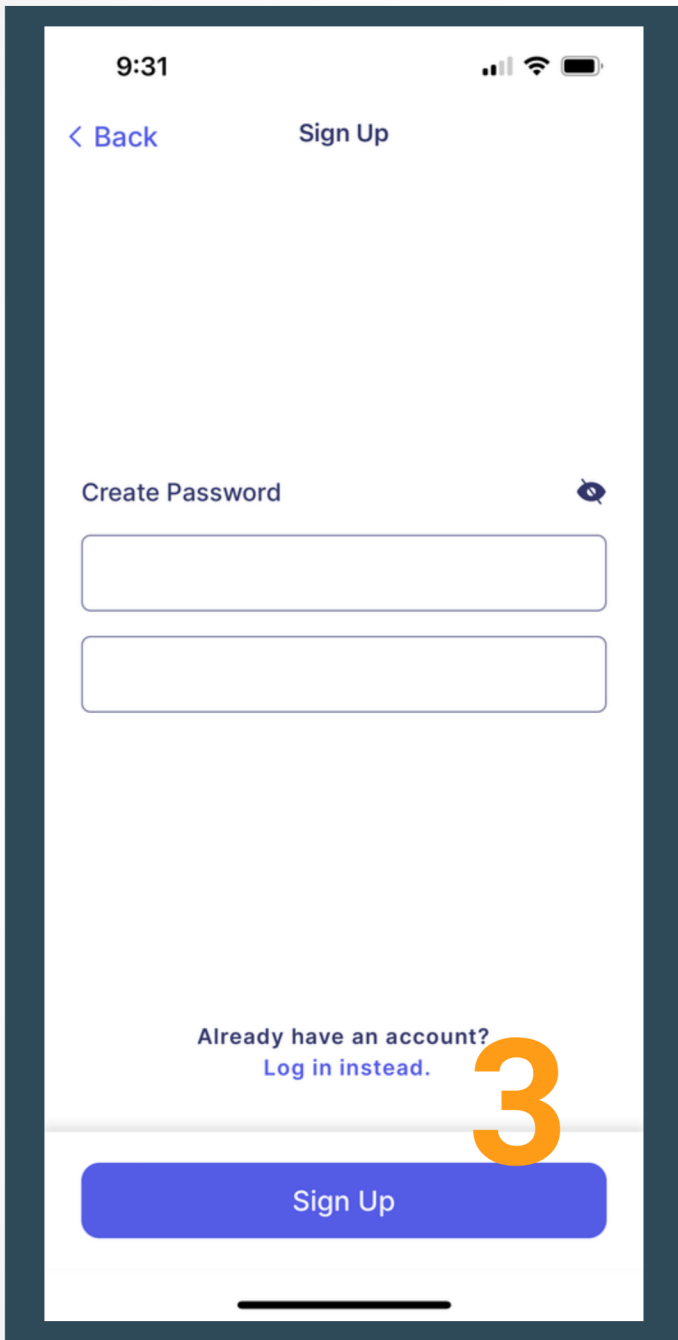 9:31
< Back
Sign Up
Create Password
Already have an account?
Log in instead.
3
Sign Up